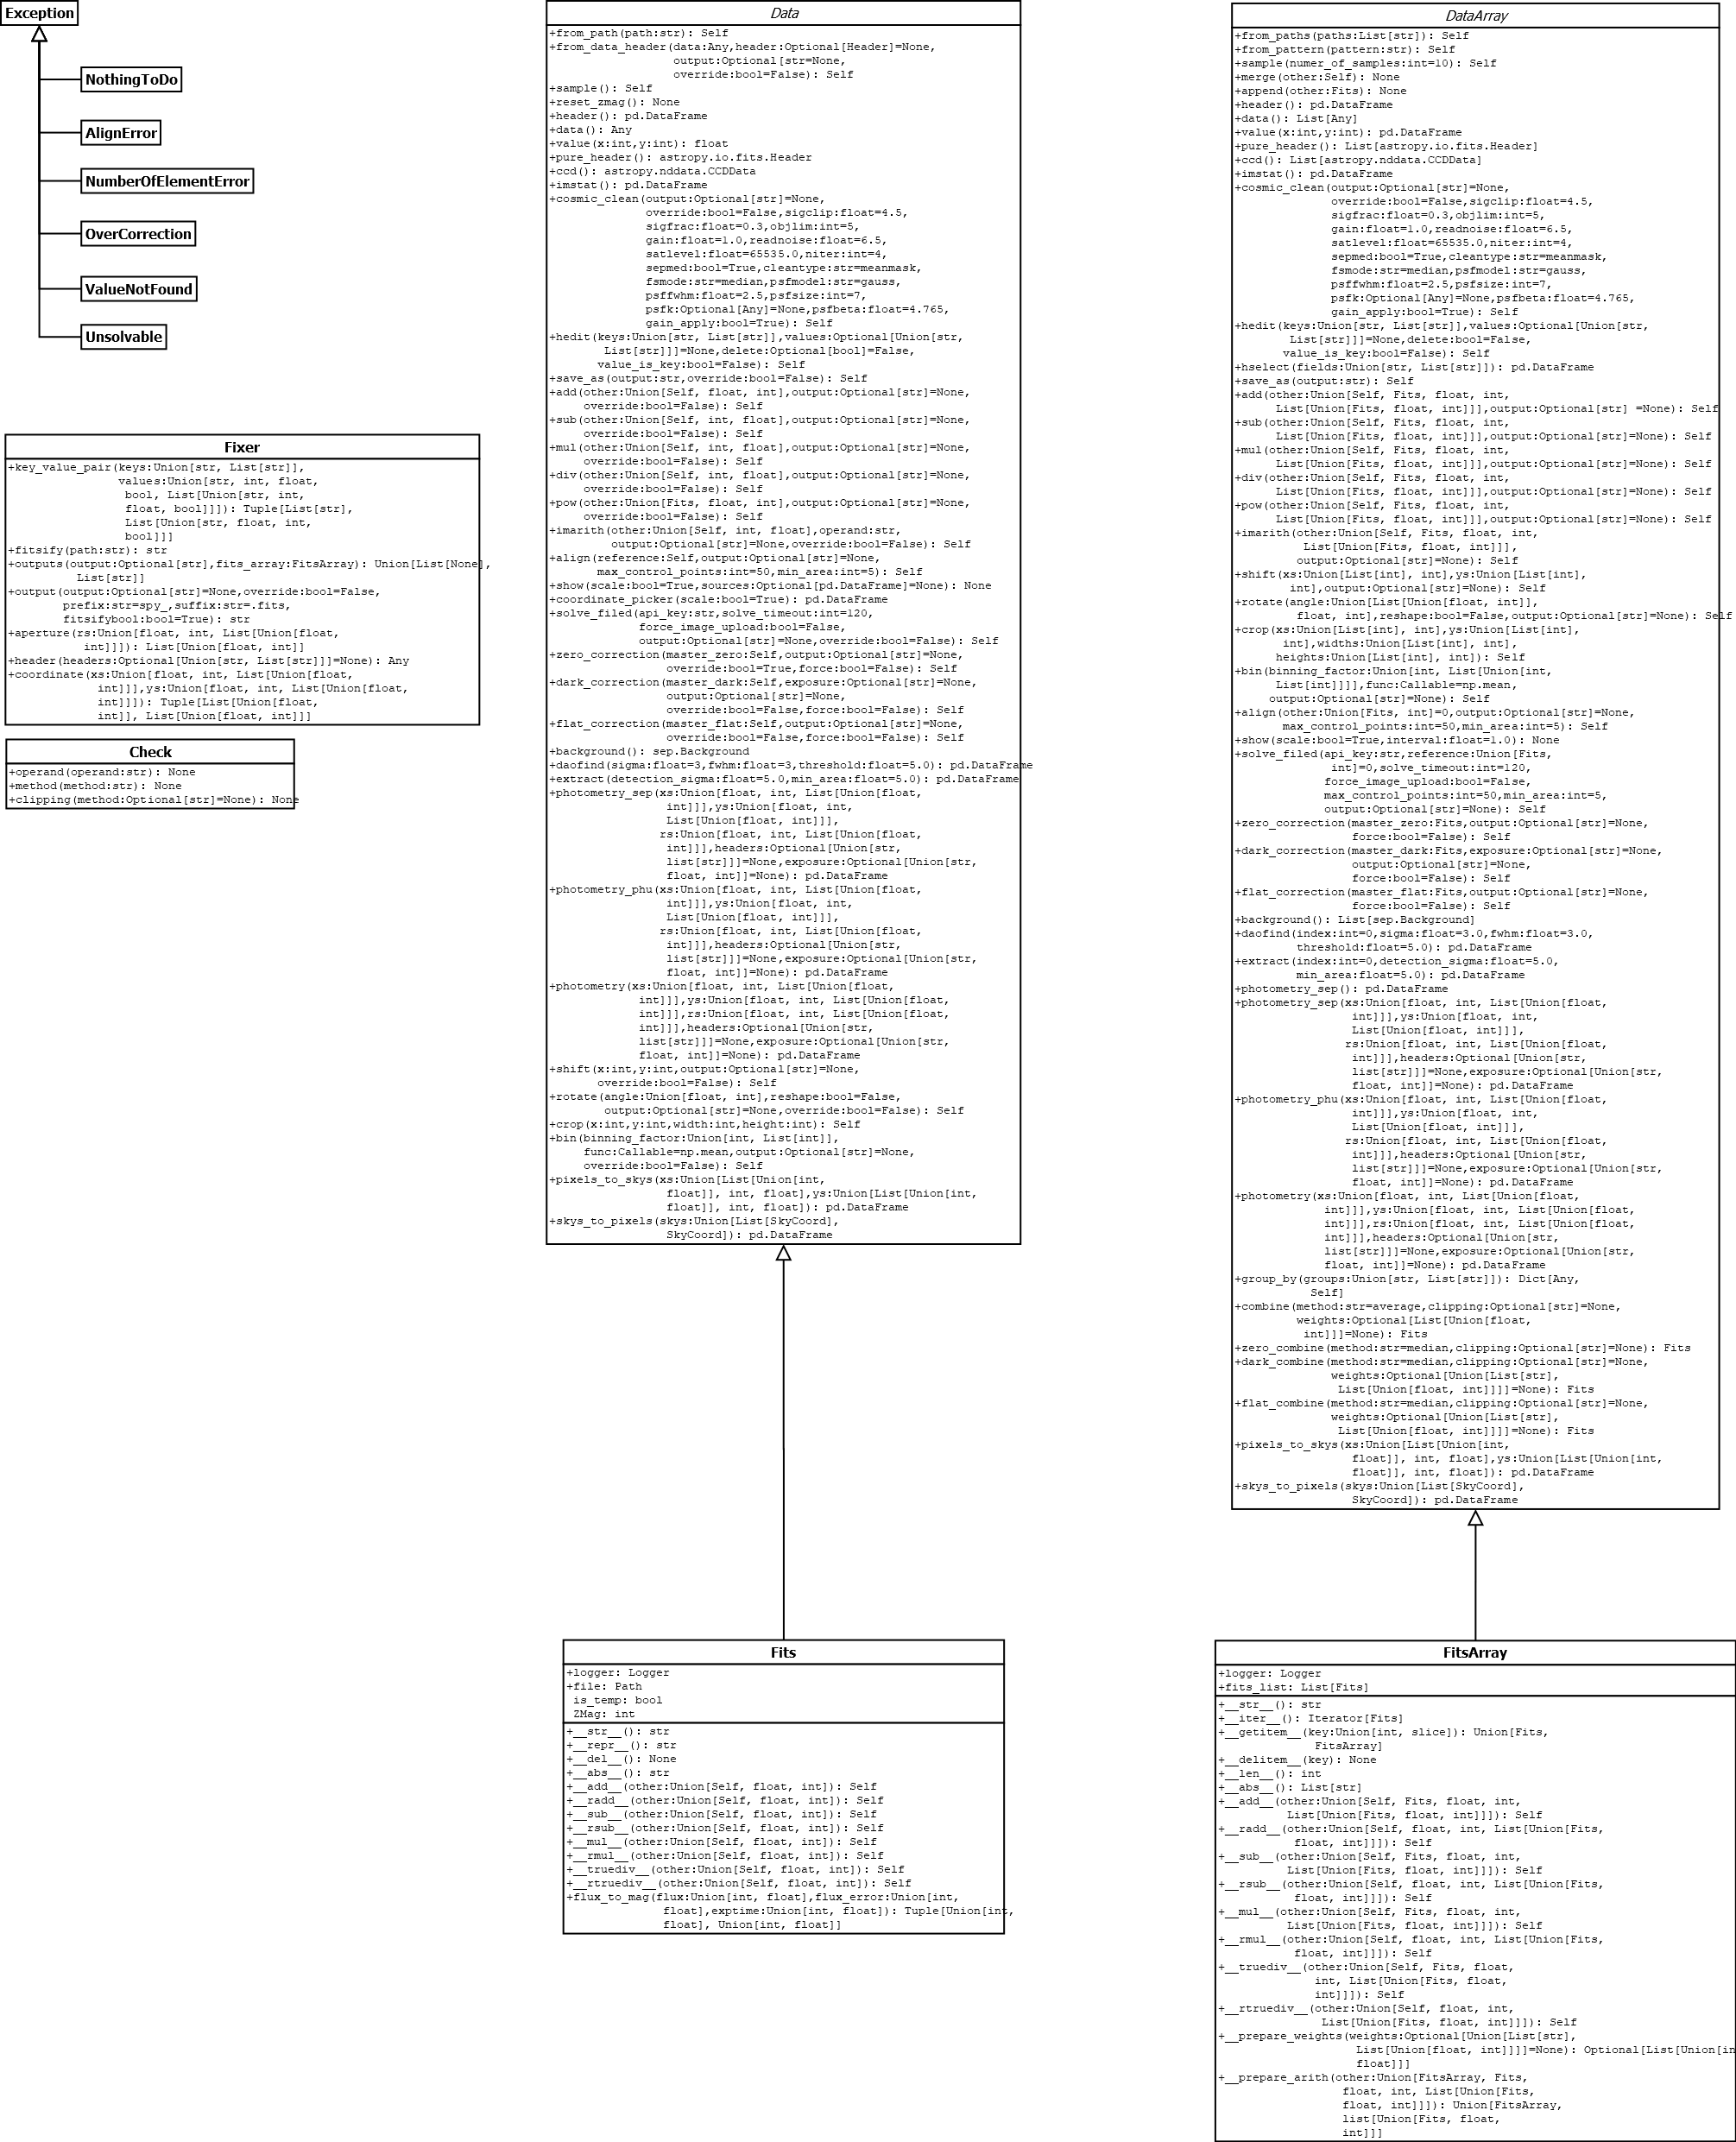 Exception
NothingToDo
AlignError
NumberOfElementError
OverCorrection
ValueNotFound
Unsolvable
Fixer
+key_value_pair(keys:Union[str, List[str]],
values:Union[str, int, float,
bool, List[Union[str, int,
float, bool]]]): Tuple[List[str],
List[Union[str, float, int,
bool]]]
+fitsify(path:str): str
+outputs(output:Optional[str],fits_array:FitsArray): Union[List[None],
List[str]]
+output(output:Optional[str]=None,override:bool=False,
prefix:str=spy_,suffix:str=.fits,
fitsifybool:bool=True): str
+aperture(rs:Union[float, int, List[Union[float,
int]]]): List[Union[float, int]]
+header(headers:Optional[Union[str, List[str]]]=None): Any
+coordinate(xs:Union[float, int, List[Union[float,
int]]],ys:Union[float, int, List[Union[float,
int]]]): Tuple[List[Union[float,
int]], List[Union[float, int]]]
Check
+operand(operand:str): None
+method(method:str): None
+clipping(method:Optional[str]=None): None
Data
+from_path(path:str): Self
+from_data_header(data:Any,header:Optional[Header]=None,
output:Optional[str=None,
override:bool=False): Self
+sample(): Self
+reset_zmag(): None
+header(): pd.DataFrame
+data(): Any
+value(x:int,y:int): float
+pure_header(): astropy.io.fits.Header
+ccd(): astropy.nddata.CCDData
+imstat(): pd.DataFrame
+cosmic_clean(output:Optional[str]=None,
override:bool=False,sigclip:float=4.5,
sigfrac:float=0.3,objlim:int=5,
gain:float=1.0,readnoise:float=6.5,
satlevel:float=65535.0,niter:int=4,
sepmed:bool=True,cleantype:str=meanmask,
fsmode:str=median,psfmodel:str=gauss,
psffwhm:float=2.5,psfsize:int=7,
psfk:Optional[Any]=None,psfbeta:float=4.765,
gain_apply:bool=True): Self
+hedit(keys:Union[str, List[str]],values:Optional[Union[str,
List[str]]]=None,delete:Optional[bool]=False,
value_is_key:bool=False): Self
+save_as(output:str,override:bool=False): Self
+add(other:Union[Self, float, int],output:Optional[str]=None,
override:bool=False): Self
+sub(other:Union[Self, int, float],output:Optional[str]=None,
override:bool=False): Self
+mul(other:Union[Self, int, float],output:Optional[str]=None,
override:bool=False): Self
+div(other:Union[Self, int, float],output:Optional[str]=None,
override:bool=False): Self
+pow(other:Union[Fits, float, int],output:Optional[str]=None,
override:bool=False): Self
+imarith(other:Union[Self, int, float],operand:str,
output:Optional[str]=None,override:bool=False): Self
+align(reference:Self,output:Optional[str]=None,
max_control_points:int=50,min_area:int=5): Self
+show(scale:bool=True,sources:Optional[pd.DataFrame]=None): None
+coordinate_picker(scale:bool=True): pd.DataFrame
+solve_filed(api_key:str,solve_timeout:int=120,
force_image_upload:bool=False,
output:Optional[str]=None,override:bool=False): Self
+zero_correction(master_zero:Self,output:Optional[str]=None,
override:bool=True,force:bool=False): Self
+dark_correction(master_dark:Self,exposure:Optional[str]=None,
output:Optional[str]=None,
override:bool=False,force:bool=False): Self
+flat_correction(master_flat:Self,output:Optional[str]=None,
override:bool=False,force:bool=False): Self
+background(): sep.Background
+daofind(sigma:float=3,fwhm:float=3,threshold:float=5.0): pd.DataFrame
+extract(detection_sigma:float=5.0,min_area:float=5.0): pd.DataFrame
+photometry_sep(xs:Union[float, int, List[Union[float,
int]]],ys:Union[float, int,
List[Union[float, int]]],
rs:Union[float, int, List[Union[float,
int]]],headers:Optional[Union[str,
list[str]]]=None,exposure:Optional[Union[str,
float, int]]=None): pd.DataFrame
+photometry_phu(xs:Union[float, int, List[Union[float,
int]]],ys:Union[float, int,
List[Union[float, int]]],
rs:Union[float, int, List[Union[float,
int]]],headers:Optional[Union[str,
list[str]]]=None,exposure:Optional[Union[str,
float, int]]=None): pd.DataFrame
+photometry(xs:Union[float, int, List[Union[float,
int]]],ys:Union[float, int, List[Union[float,
int]]],rs:Union[float, int, List[Union[float,
int]]],headers:Optional[Union[str,
list[str]]]=None,exposure:Optional[Union[str,
float, int]]=None): pd.DataFrame
+shift(x:int,y:int,output:Optional[str]=None,
override:bool=False): Self
+rotate(angle:Union[float, int],reshape:bool=False,
output:Optional[str]=None,override:bool=False): Self
+crop(x:int,y:int,width:int,height:int): Self
+bin(binning_factor:Union[int, List[int]],
func:Callable=np.mean,output:Optional[str]=None,
override:bool=False): Self
+pixels_to_skys(xs:Union[List[Union[int,
float]], int, float],ys:Union[List[Union[int,
float]], int, float]): pd.DataFrame
+skys_to_pixels(skys:Union[List[SkyCoord],
SkyCoord]): pd.DataFrame
DataArray
+from_paths(paths:List[str]): Self
+from_pattern(pattern:str): Self
+sample(numer_of_samples:int=10): Self
+merge(other:Self): None
+append(other:Fits): None
+header(): pd.DataFrame
+data(): List[Any]
+value(x:int,y:int): pd.DataFrame
+pure_header(): List[astropy.io.fits.Header]
+ccd(): List[astropy.nddata.CCDData]
+imstat(): pd.DataFrame
+cosmic_clean(output:Optional[str]=None,
override:bool=False,sigclip:float=4.5,
sigfrac:float=0.3,objlim:int=5,
gain:float=1.0,readnoise:float=6.5,
satlevel:float=65535.0,niter:int=4,
sepmed:bool=True,cleantype:str=meanmask,
fsmode:str=median,psfmodel:str=gauss,
psffwhm:float=2.5,psfsize:int=7,
psfk:Optional[Any]=None,psfbeta:float=4.765,
gain_apply:bool=True): Self
+hedit(keys:Union[str, List[str]],values:Optional[Union[str,
List[str]]]=None,delete:bool=False,
value_is_key:bool=False): Self
+hselect(fields:Union[str, List[str]]): pd.DataFrame
+save_as(output:str): Self
+add(other:Union[Self, Fits, float, int,
List[Union[Fits, float, int]]],output:Optional[str] =None): Self
+sub(other:Union[Self, Fits, float, int,
List[Union[Fits, float, int]]],output:Optional[str]=None): Self
+mul(other:Union[Self, Fits, float, int,
List[Union[Fits, float, int]]],output:Optional[str]=None): Self
+div(other:Union[Self, Fits, float, int,
List[Union[Fits, float, int]]],output:Optional[str]=None): Self
+pow(other:Union[Self, Fits, float, int,
List[Union[Fits, float, int]]],output:Optional[str]=None): Self
+imarith(other:Union[Self, Fits, float, int,
List[Union[Fits, float, int]]],
output:Optional[str]=None): Self
+shift(xs:Union[List[int], int],ys:Union[List[int],
int],output:Optional[str]=None): Self
+rotate(angle:Union[List[Union[float, int]],
float, int],reshape:bool=False,output:Optional[str]=None): Self
+crop(xs:Union[List[int], int],ys:Union[List[int],
int],widths:Union[List[int], int],
heights:Union[List[int], int]): Self
+bin(binning_factor:Union[int, List[Union[int,
List[int]]]],func:Callable=np.mean,
output:Optional[str]=None): Self
+align(other:Union[Fits, int]=0,output:Optional[str]=None,
max_control_points:int=50,min_area:int=5): Self
+show(scale:bool=True,interval:float=1.0): None
+solve_filed(api_key:str,reference:Union[Fits,
int]=0,solve_timeout:int=120,
force_image_upload:bool=False,
max_control_points:int=50,min_area:int=5,
output:Optional[str]=None): Self
+zero_correction(master_zero:Fits,output:Optional[str]=None,
force:bool=False): Self
+dark_correction(master_dark:Fits,exposure:Optional[str]=None,
output:Optional[str]=None,
force:bool=False): Self
+flat_correction(master_flat:Fits,output:Optional[str]=None,
force:bool=False): Self
+background(): List[sep.Background]
+daofind(index:int=0,sigma:float=3.0,fwhm:float=3.0,
threshold:float=5.0): pd.DataFrame
+extract(index:int=0,detection_sigma:float=5.0,
min_area:float=5.0): pd.DataFrame
+photometry_sep(): pd.DataFrame
+photometry_sep(xs:Union[float, int, List[Union[float,
int]]],ys:Union[float, int,
List[Union[float, int]]],
rs:Union[float, int, List[Union[float,
int]]],headers:Optional[Union[str,
list[str]]]=None,exposure:Optional[Union[str,
float, int]]=None): pd.DataFrame
+photometry_phu(xs:Union[float, int, List[Union[float,
int]]],ys:Union[float, int,
List[Union[float, int]]],
rs:Union[float, int, List[Union[float,
int]]],headers:Optional[Union[str,
list[str]]]=None,exposure:Optional[Union[str,
float, int]]=None): pd.DataFrame
+photometry(xs:Union[float, int, List[Union[float,
int]]],ys:Union[float, int, List[Union[float,
int]]],rs:Union[float, int, List[Union[float,
int]]],headers:Optional[Union[str,
list[str]]]=None,exposure:Optional[Union[str,
float, int]]=None): pd.DataFrame
+group_by(groups:Union[str, List[str]]): Dict[Any,
Self]
+combine(method:str=average,clipping:Optional[str]=None,
weights:Optional[List[Union[float,
int]]]=None): Fits
+zero_combine(method:str=median,clipping:Optional[str]=None): Fits
+dark_combine(method:str=median,clipping:Optional[str]=None,
weights:Optional[Union[List[str],
List[Union[float, int]]]]=None): Fits
+flat_combine(method:str=median,clipping:Optional[str]=None,
weights:Optional[Union[List[str],
List[Union[float, int]]]]=None): Fits
+pixels_to_skys(xs:Union[List[Union[int,
float]], int, float],ys:Union[List[Union[int,
float]], int, float]): pd.DataFrame
+skys_to_pixels(skys:Union[List[SkyCoord],
SkyCoord]): pd.DataFrame
Fits
+logger: Logger
+file: Path
is_temp: bool
ZMag: int
+__str__(): str
+__repr__(): str
+__del__(): None
+__abs__(): str
+__add__(other:Union[Self, float, int]): Self
+__radd__(other:Union[Self, float, int]): Self
+__sub__(other:Union[Self, float, int]): Self
+__rsub__(other:Union[Self, float, int]): Self
+__mul__(other:Union[Self, float, int]): Self
+__rmul__(other:Union[Self, float, int]): Self
+__truediv__(other:Union[Self, float, int]): Self
+__rtruediv__(other:Union[Self, float, int]): Self
+flux_to_mag(flux:Union[int, float],flux_error:Union[int,
float],exptime:Union[int, float]): Tuple[Union[int,
float], Union[int, float]]
FitsArray
+logger: Logger
+fits_list: List[Fits]
+__str__(): str
+__iter__(): Iterator[Fits]
+__getitem__(key:Union[int, slice]): Union[Fits,
FitsArray]
+__delitem__(key): None
+__len__(): int
+__abs__(): List[str]
+__add__(other:Union[Self, Fits, float, int,
List[Union[Fits, float, int]]]): Self
+__radd__(other:Union[Self, float, int, List[Union[Fits,
float, int]]]): Self
+__sub__(other:Union[Self, Fits, float, int,
List[Union[Fits, float, int]]]): Self
+__rsub__(other:Union[Self, float, int, List[Union[Fits,
float, int]]]): Self
+__mul__(other:Union[Self, Fits, float, int,
List[Union[Fits, float, int]]]): Self
+__rmul__(other:Union[Self, float, int, List[Union[Fits,
float, int]]]): Self
+__truediv__(other:Union[Self, Fits, float,
int, List[Union[Fits, float,
int]]]): Self
+__rtruediv__(other:Union[Self, float, int,
List[Union[Fits, float, int]]]): Self
+__prepare_weights(weights:Optional[Union[List[str],
List[Union[float, int]]]]=None): Optional[List[Union[in
float]]]
+__prepare_arith(other:Union[FitsArray, Fits,
float, int, List[Union[Fits,
float, int]]]): Union[FitsArray,
list[Union[Fits, float,
int]]]